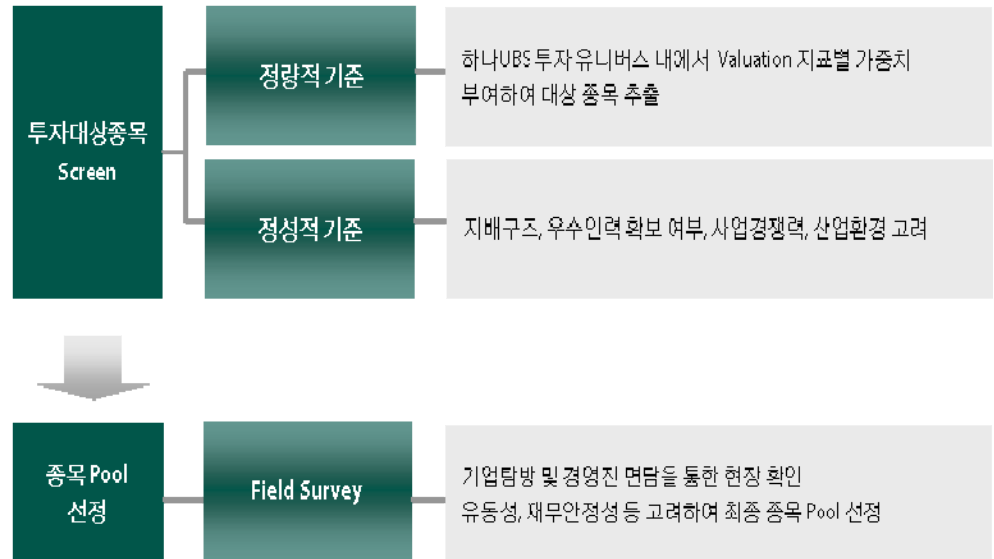 투자대상종목
Screen
정량적 기준
하나UBS 투자유니버스 내에서 Valuation 지표별 가중치
부여하여 대상 종목 추출
정성적 기준
지배구조, 우수인력 확보 여부, 사업경쟁력, 산업환경 고려
종목 Pool
선정
Field Survey
기업탐방 및 경영진 면담을 통한 현장 확인
유동성, 재무안정성 등 고려하여 최종 종목 Pool 선정